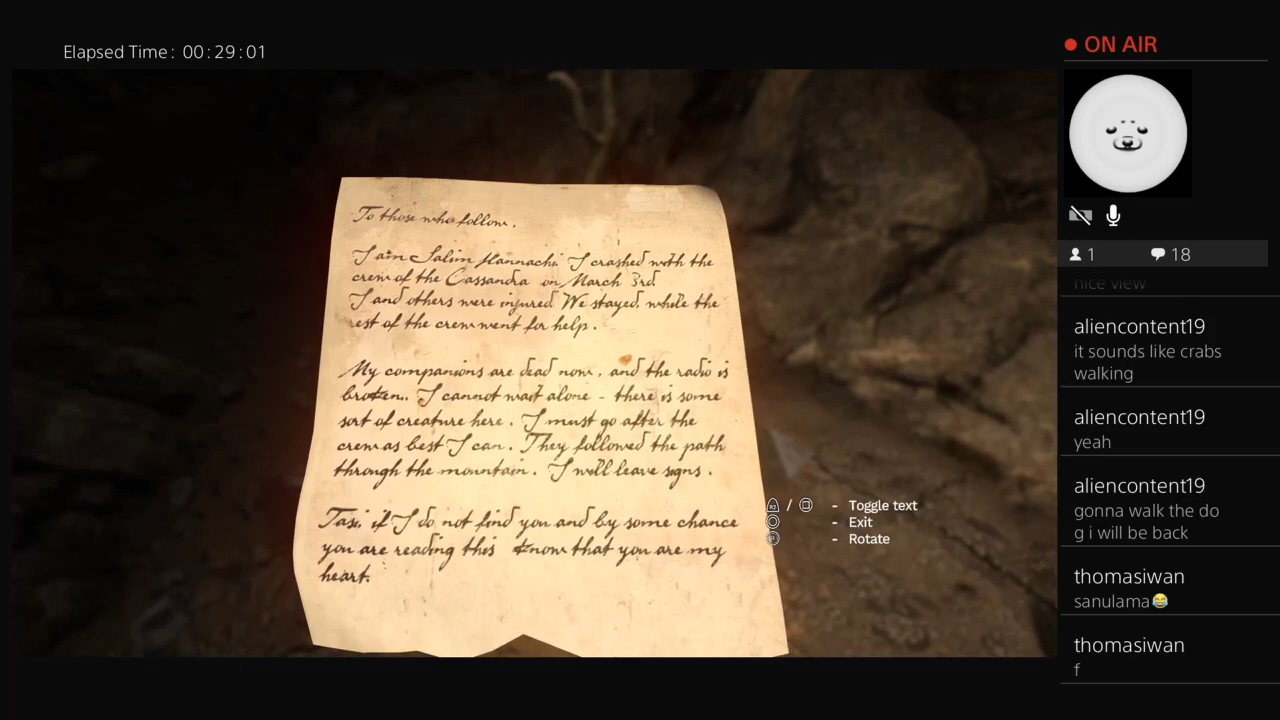 Elapsed Time: 00:29:01
To those who follow.
I am Salim Hannachi I crashed with the
crew of the Cassandra on March 3rd
I and others were injured We stayed while the
rest of the crew went for help.
My companions are dead now, and the radio is
broken. I cannot wait alone - there is some
sort of creature here. I must go after the
crew as best I can. They followed the path
through the mountain. I will leave signs.
Tasi if I do not find you and by some chance
you are reading this know that you are my
heart.
/ - Toggle text
- Exit
- Rotate
ON AIR
1 18
nice view
aliencontent19
it sounds like crabs
walking
aliencontent19
yeah
aliencontent19
gonna walk the do
g i will be back
thomasiwan
sanulama😂
thomasiwan
f